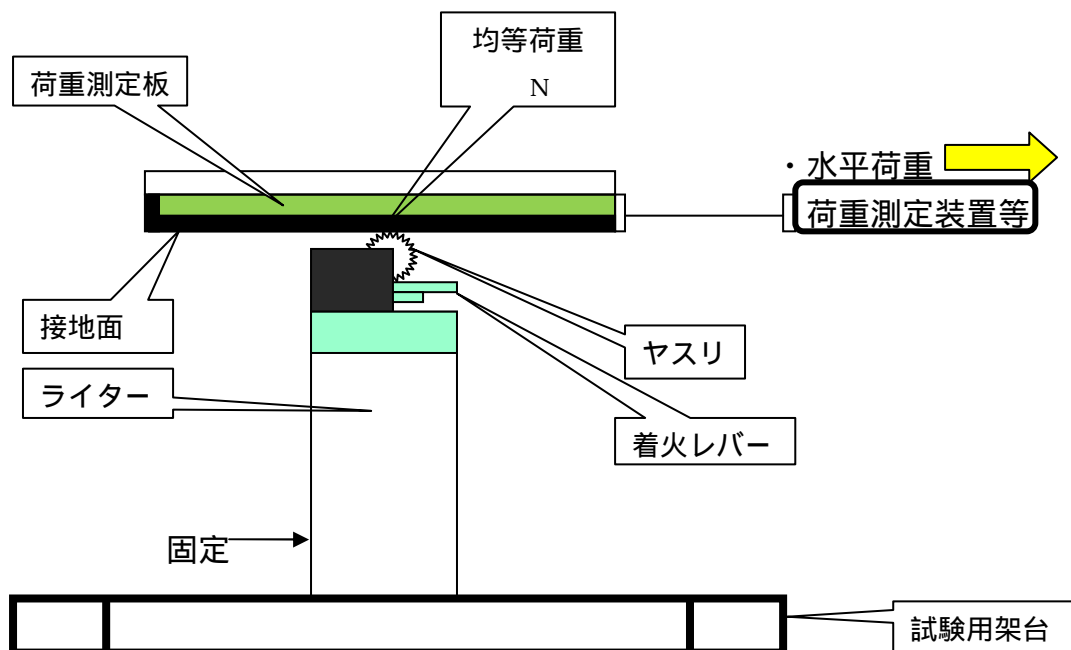 均等荷重
N
荷重測定板
・水平荷重
荷重測定装置等
接地面
ヤスリ
ライター
着火レバー
固定
試験用架台